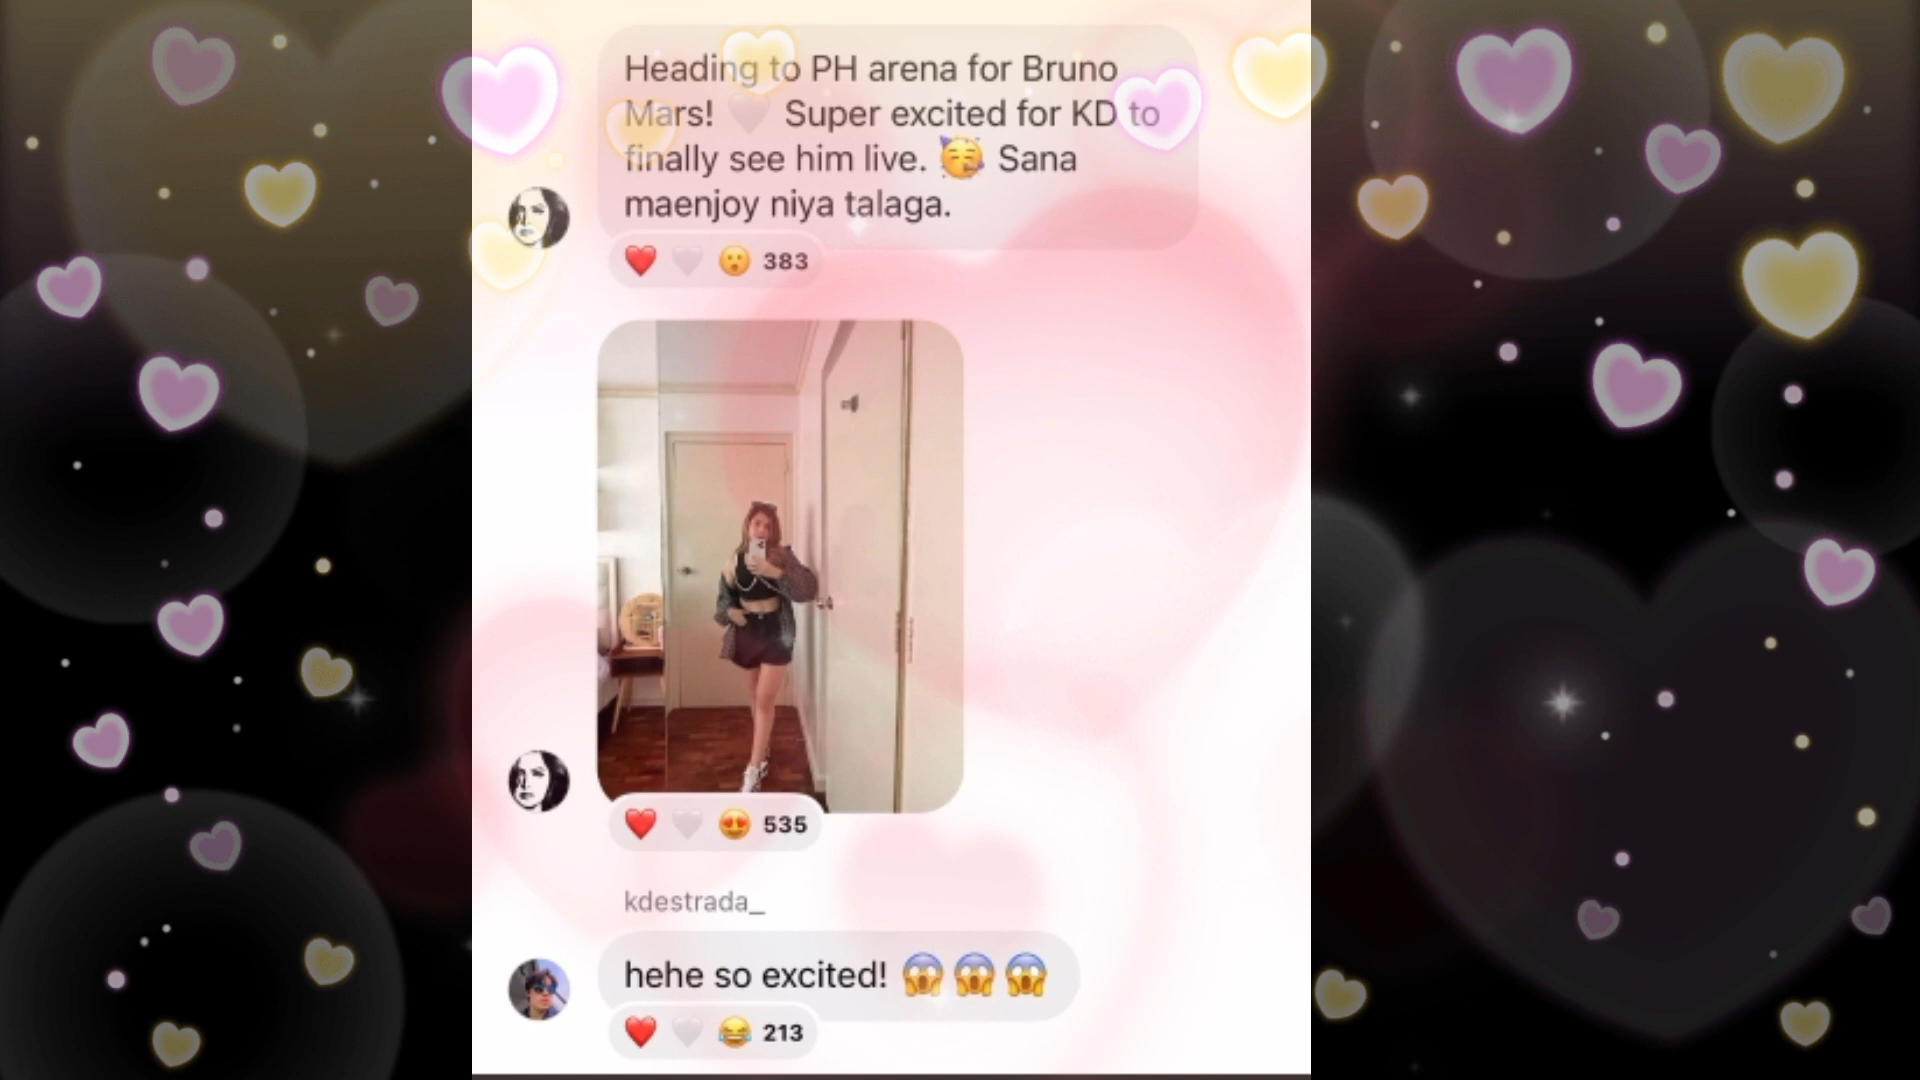 Heading to PH arena for Bruno
Mars! 🤍 Super excited for KD to
finally see him live. 🥳 Sana
maenjoy niya talaga.
❤️ 🤍 😮 383
❤️ 🤍 😍 535
kdestrada_
hehe so excited! 😱😱😱
❤️ 🤍 😂 213